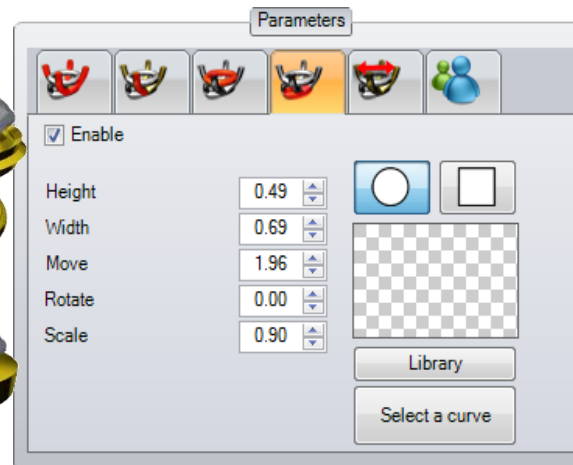 Parameters
Enable
Height 0.49
Width 0.69
Move 1.96
Rotate 0.00
Scale 0.90
Library
Select a curve